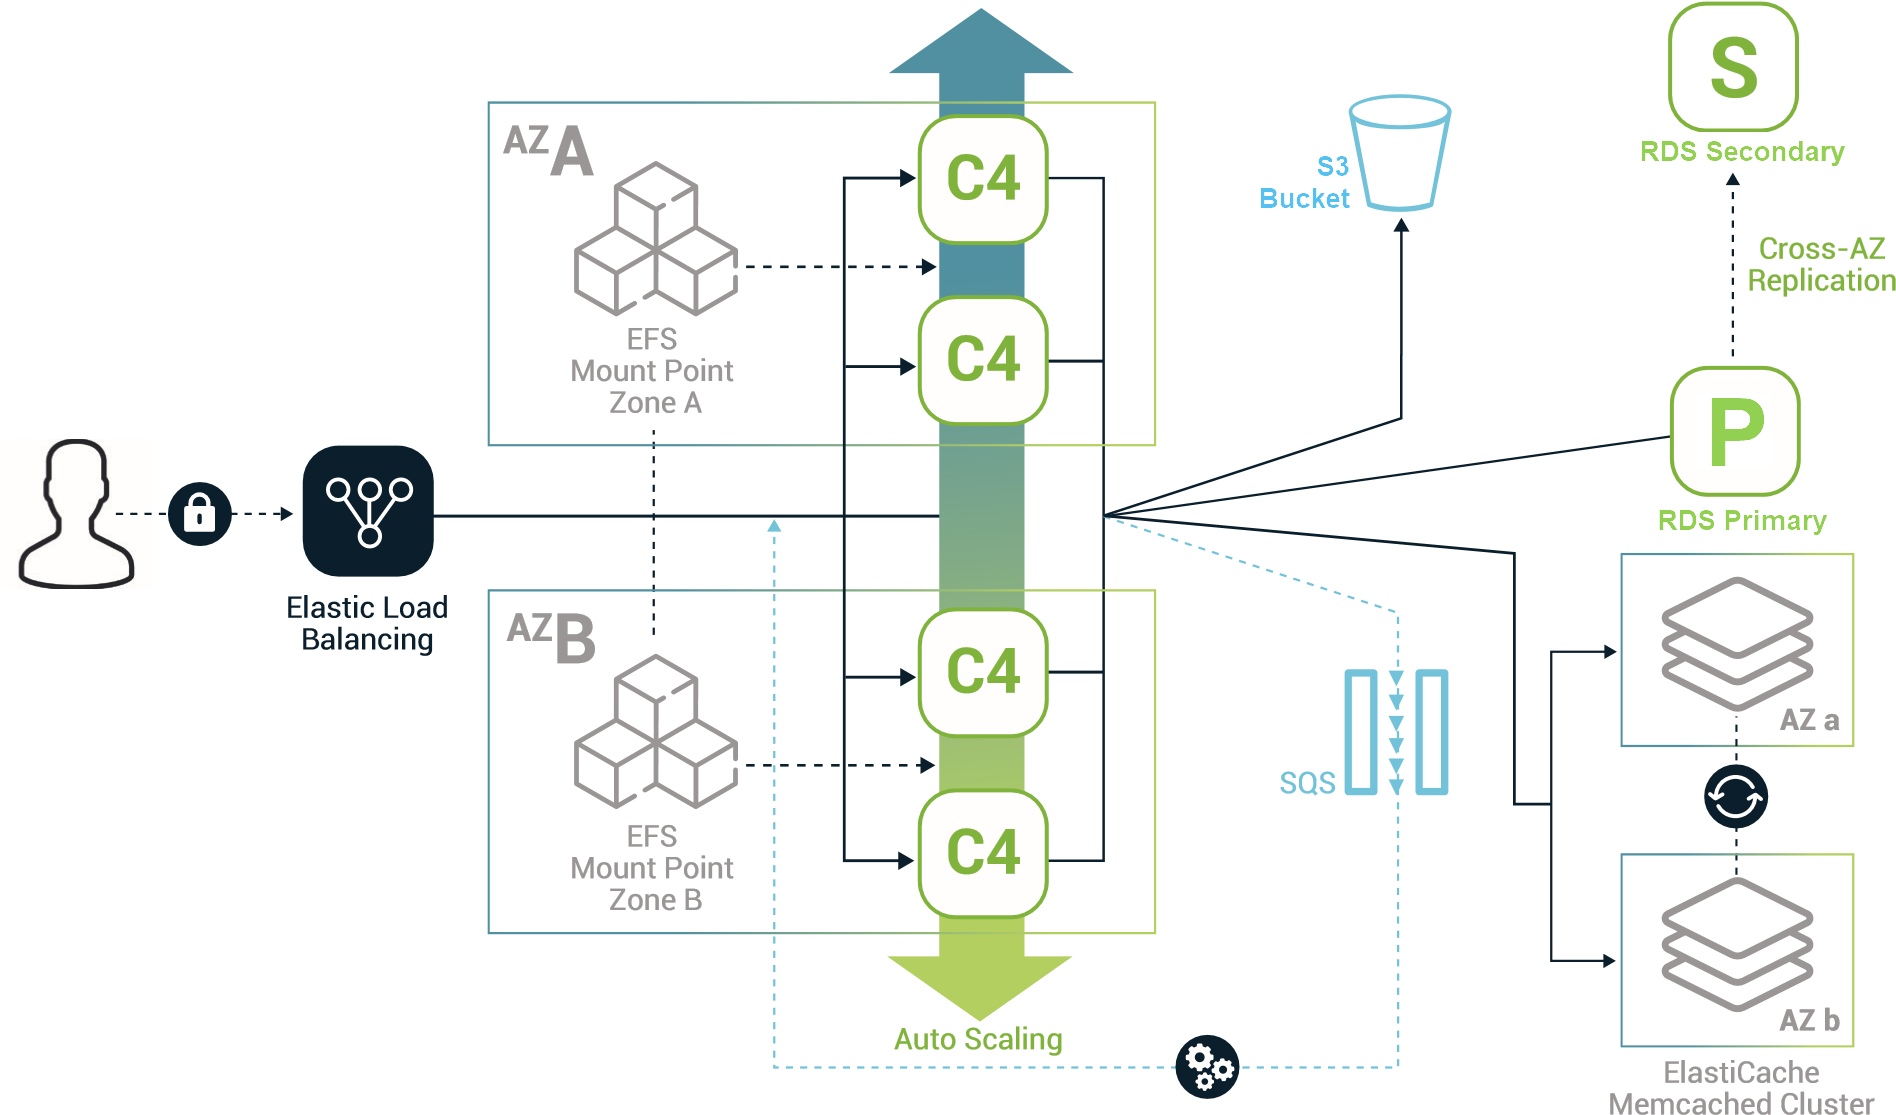 AZ A
C4
EFS
Mount Point
Zone A
C4
Elastic Load
Balancing
AZ B
C4
EFS
Mount Point
Zone B
C4
Auto Scaling
S3
Bucket
S
RDS Secondary
Cross-AZ
Replication
P
RDS Primary
SQS
AZ a
AZ b
ElastiCache
Memcached Cluster